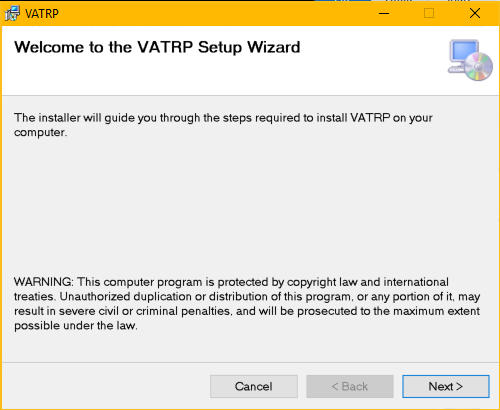 VATRP
Welcome to the VATRP Setup Wizard
The installer will guide you through the steps required to install VATRP on your
computer.
WARNING: This computer program is protected by copyright law and international
treaties. Unauthorized duplication or distribution of this program, or any portion of it, may
result in severe civil or criminal penalties, and will be prosecuted to the maximum extent
possible under the law.
Cancel
< Back
Next >